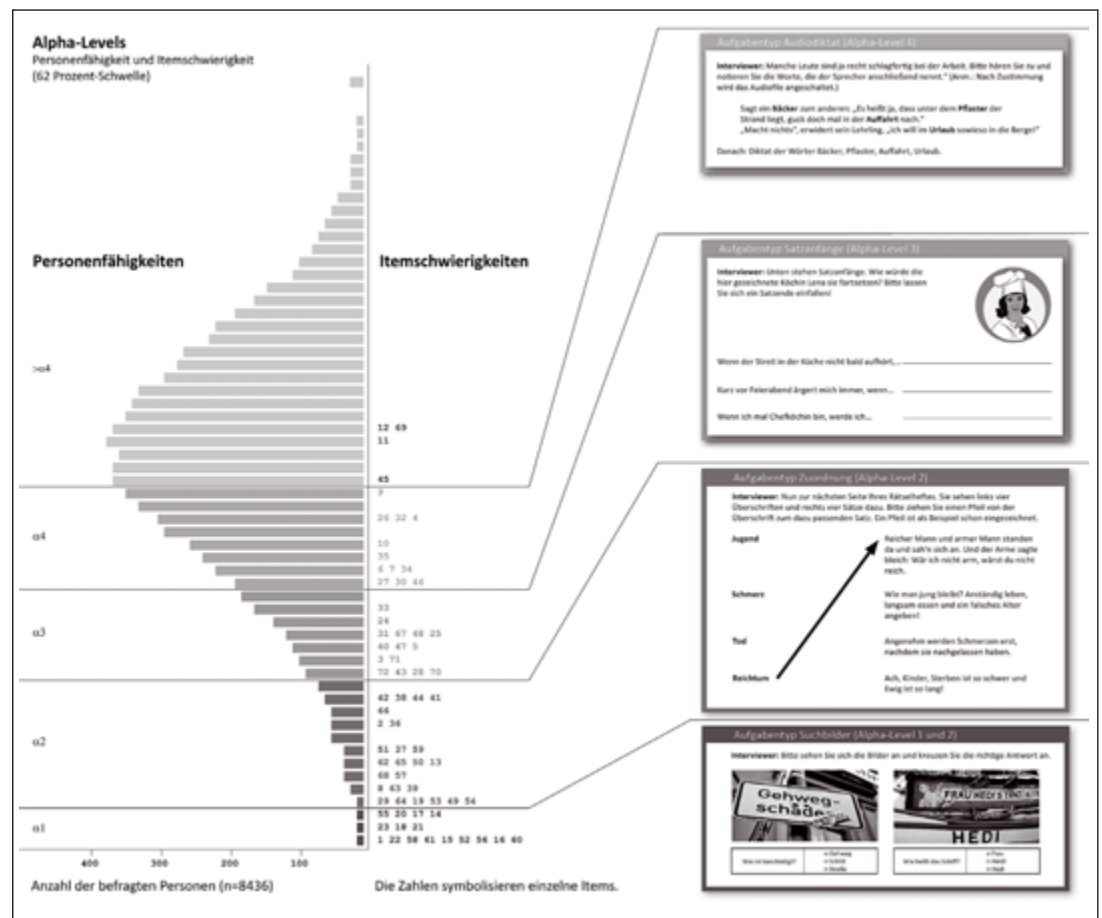 Alpha-Levels
Personenfähigkeit und Itemschwierigkeit
(62 Prozent-Schwelle)
Personenfähigkeiten
Itemschwierigkeiten
>α4
12 69
11
45
9
α4
26 32 4
10
35
6 7 34
27 30 46
α3
33
24
31 67 48 25
40 47 5
3 71
72 43 28 70
α2
42 38 44 41
66
2 36
51 37 59
62 65 50 13
68 57
8 63 39
29 64 19 53 49 54
α1
55 20 17 14
23 18 21
1 22 58 61 15 52 56 16 60
400 300 200 100
Anzahl der befragten Personen (n=8436)
Die Zahlen symbolisieren einzelne Items.
Aufgabentyp Audiodiktat (Alpha-Level 4)
Interviewer: Manche Leute sind ja recht schlagfertig bei der Arbeit. Bitte hören Sie zu und
notieren Sie die Worte, die der Sprecher anschließend nennt." (Anm.: Nach Zustimmung
wird das Audiofile angeschaltet.)
Sagt ein Bäcker zum anderen: „Es heißt ja, dass unter dem Pflaster der
Strand liegt, guck doch mal in der Auffahrt nach."
„Macht nichts", erwidert sein Lehrling, „ich will im Urlaub sowieso in die Berge!"
Danach: Diktat der Wörter Bäcker, Pflaster, Auffahrt, Urlaub.
Aufgabentyp Satzanfänge (Alpha-Level 3)
Interviewer: Unten stehen Satzanfänge. Wie würde die
hier gezeichnete Köchin Lena sie fortsetzen? Bitte lassen
Sie sich ein Satzende einfallen!
Wenn der Streit in der Küche nicht bald aufhört,...
Kurz vor Feierabend ärgert mich immer, wenn...
Wenn ich mal Chefköchin bin, werde ich...
Aufgabentyp Zuordnung (Alpha-Level 2)
Interviewer: Nun zur nächsten Seite Ihres Rätselheftes. Sie sehen links vier
Überschriften und rechts vier Sätze dazu. Bitte ziehen Sie einen Pfeil von der
Überschrift zum dazu passenden Satz. Ein Pfeil ist als Beispiel schon eingezeichnet.
Jugend
Reicher Mann und armer Mann standen
da und sah'n sich an. Und der Arme sagte
bleich: Wär ich nicht arm, wärst du nicht
reich.
Schmerz
Wie man jung bleibt? Anständig leben,
langsam essen und ein falsches Alter
angeben!
Tod
Angenehm werden Schmerzen erst,
nachdem sie nachgelassen haben.
Reichtum
Ach, Kinder, Sterben ist so schwer und
Ewig ist so lang!
Aufgabentyp Suchbilder (Alpha-Level 1 und 2)
Interviewer: Bitte sehen Sie sich die Bilder an und kreuzen Sie die richtige Antwort an.
Gehweg-
schäden
FRAU HEDIS
HEDI
Was ist beschädigt?
Gehweg
Schild
Straße
Wie heißt das Schiff?
Frau
Heidi
Hedi